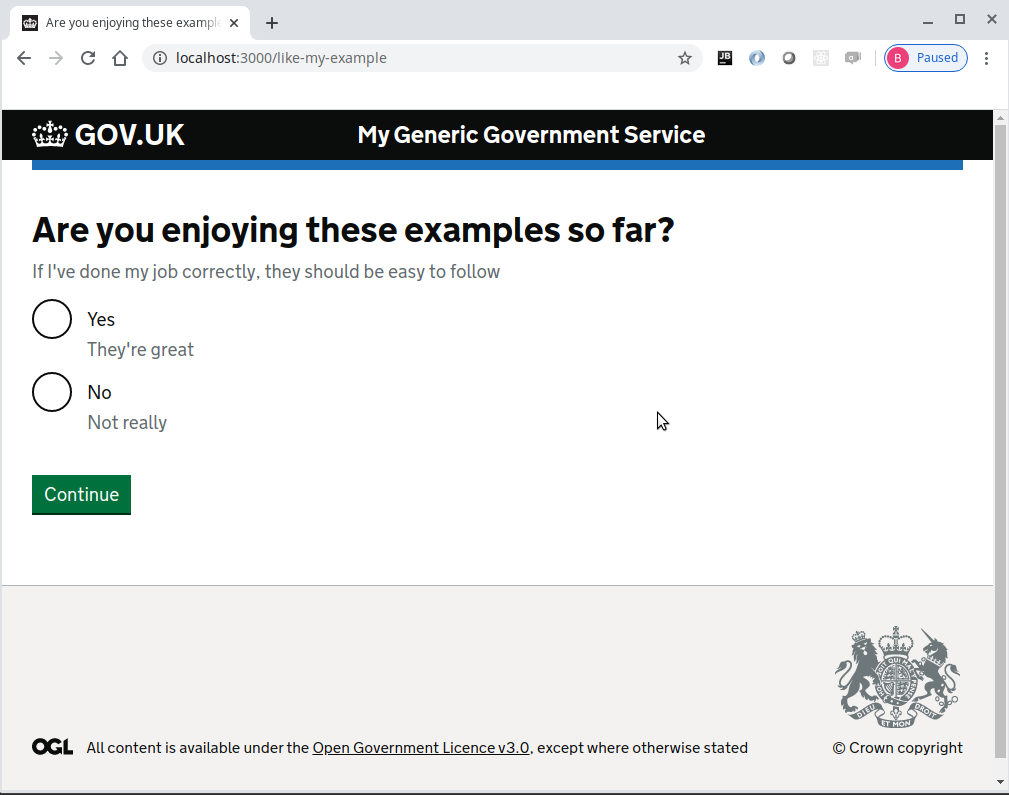 Are you enjoying these exampl
localhost:3000/like-my-example
JB
B
Paused
GOV.UK
My Generic Government Service
Are you enjoying these examples so far?
If I've done my job correctly, they should be easy to follow
Yes
They're great
No
Not really
Continue
DIEU ET MON DROIT
OGL All content is available under the Open Government Licence v3.0, except where otherwise stated
© Crown copyright